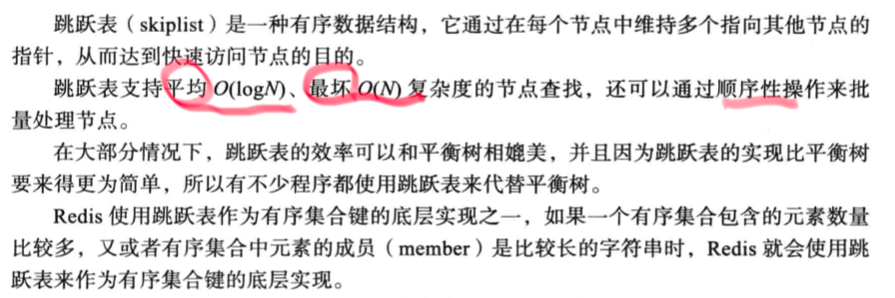 跳跃表（skiplist）是一种有序数据结构，它通过在每个节点中维持多个指向其他节点的
指针，从而达到快速访问节点的目的。
跳跃表支持平均 O(logN)、最坏 O(N) 复杂度的节点查找，还可以通过顺序性操作来批
量处理节点。
在大部分情况下，跳跃表的效率可以和平衡树相媲美，并且因为跳跃表的实现比平衡树
要来得更为简单，所以有不少程序都使用跳跃表来代替平衡树。
Redis 使用跳跃表作为有序集合键的底层实现之一，如果一个有序集合包含的元素数量
比较多，又或者有序集合中元素的成员（member）是比较长的字符串时，Redis 就会使用跳
跃表来作为有序集合键的底层实现。